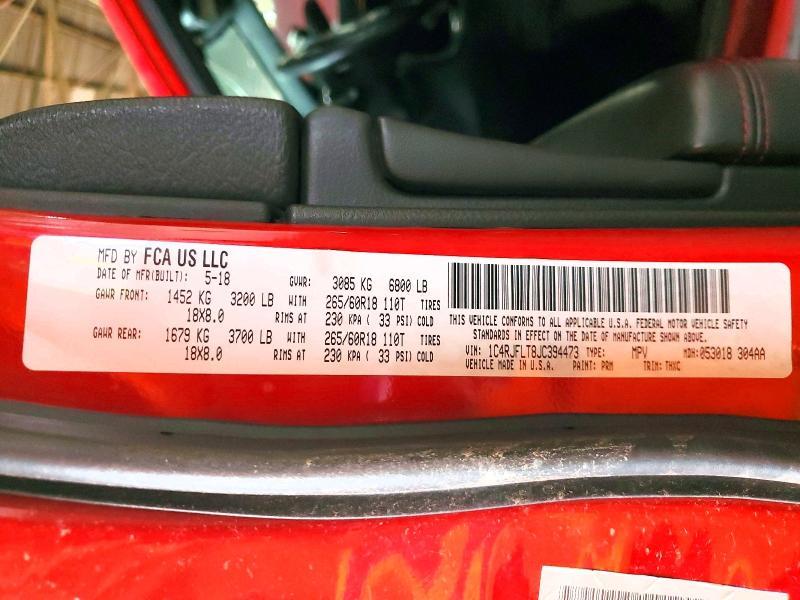 MFD BY FCA US LLC
DATE OF MFR(BUILT): 5-18 GVWR: 3085 KG 6800 LB
GAWR FRONT: 1452 KG 3200 LB WITH 265/60R18 110T TIRES
18X8.0 RIMS AT 230 KPA ( 33 PSI) COLD
GAWR REAR: 1679 KG 3700 LB WITH 265/60R18 110T TIRES
18X8.0 RIMS AT 230 KPA ( 33 PSI) COLD
THIS VEHICLE CONFORMS TO ALL APPLICABLE U.S.A. FEDERAL MOTOR VEHICLE SAFETY
STANDARDS IN EFFECT ON THE DATE OF MANUFACTURE SHOWN ABOVE.
VIN: 1C4RJFLT8JC394473 TYPE: MPV MDH: 053018 304AA
VEHICLE MADE IN U.S.A. PAINT: PRM TRIM: THXC